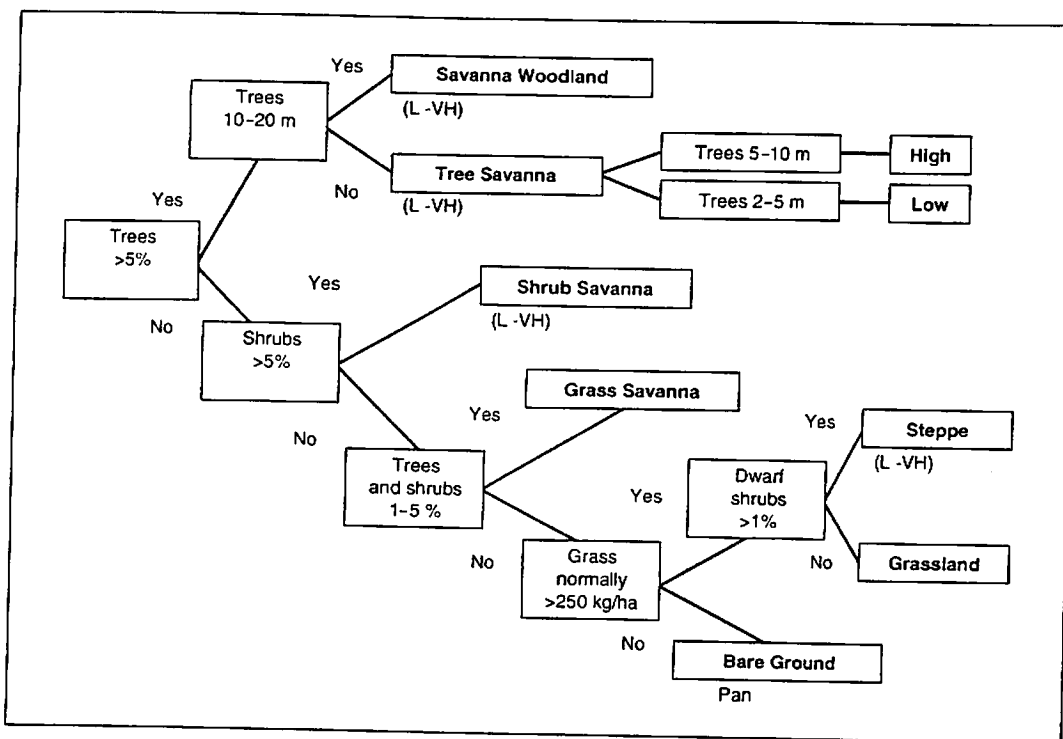 Yes
Savanna Woodland
Trees
10–20 m
(L -VH)
Trees 5–10 m
High
No
Tree Savanna
(L -VH)
Trees 2–5 m
Low
Yes
Trees
>5%
Yes
Shrub Savanna
(L -VH)
No
Shrubs
>5%
Yes
Grass Savanna
No
Trees
and shrubs
1–5 %
Yes
Steppe
(L -VH)
Yes
Dwarf
shrubs
>1%
No
Grass
normally
>250 kg/ha
No
Grassland
No
Bare Ground
Pan